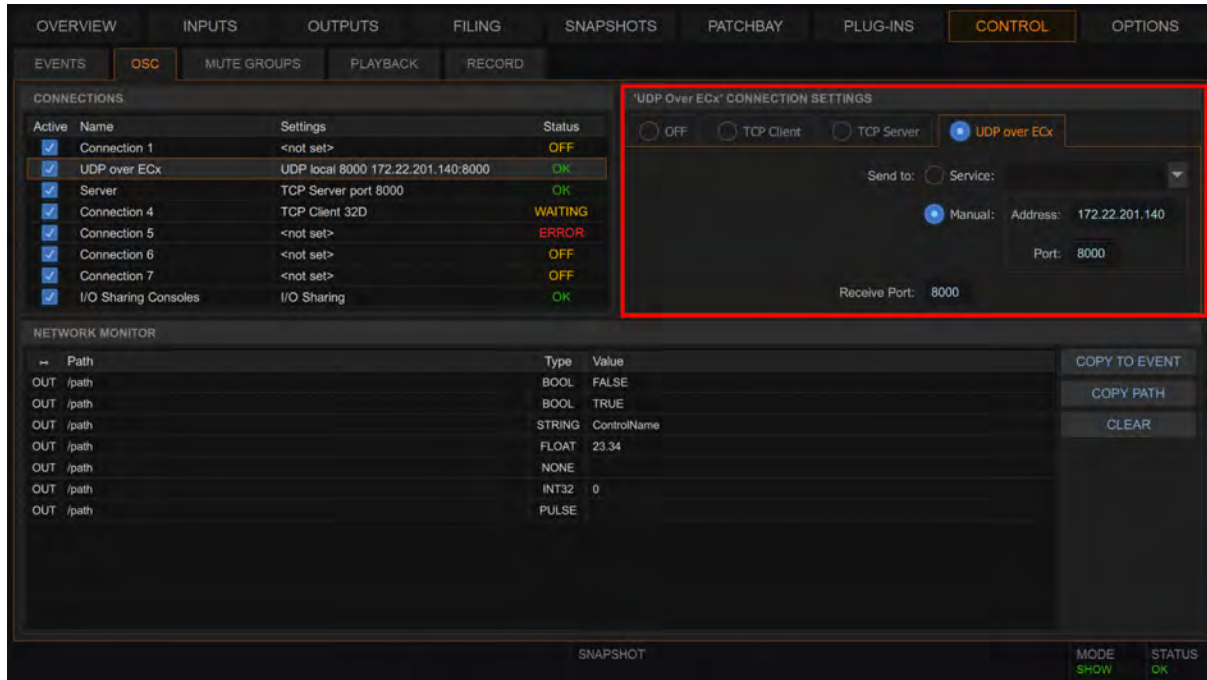 OVERVIEW INPUTS OUTPUTS FILING SNAPSHOTS PATCHBAY PLUG-INS CONTROL OPTIONS
EVENTS OSC MUTE GROUPS PLAYBACK RECORD
CONNECTIONS
Active Name Settings Status
Connection 1 <not set> OFF
UDP over ECx UDP local 8000 172.22.201.140:8000 OK
Server TCP Server port 8000 OK
Connection 4 TCP Client 32D WAITING
Connection 5 <not set> ERROR
Connection 6 <not set> OFF
Connection 7 <not set> OFF
I/O Sharing Consoles I/O Sharing OK
'UDP Over ECx' CONNECTION SETTINGS
OFF TCP Client TCP Server UDP over ECx
Send to: Service:
Manual: Address: 172.22.201.140
Port: 8000
Receive Port: 8000
NETWORK MONITOR
↔ Path Type Value
OUT /path BOOL FALSE
OUT /path BOOL TRUE
OUT /path STRING ControlName
OUT /path FLOAT 23.34
OUT /path NONE
OUT /path INT32 0
OUT /path PULSE
COPY TO EVENT
COPY PATH
CLEAR
SNAPSHOT
MODE STATUS
SHOW OK